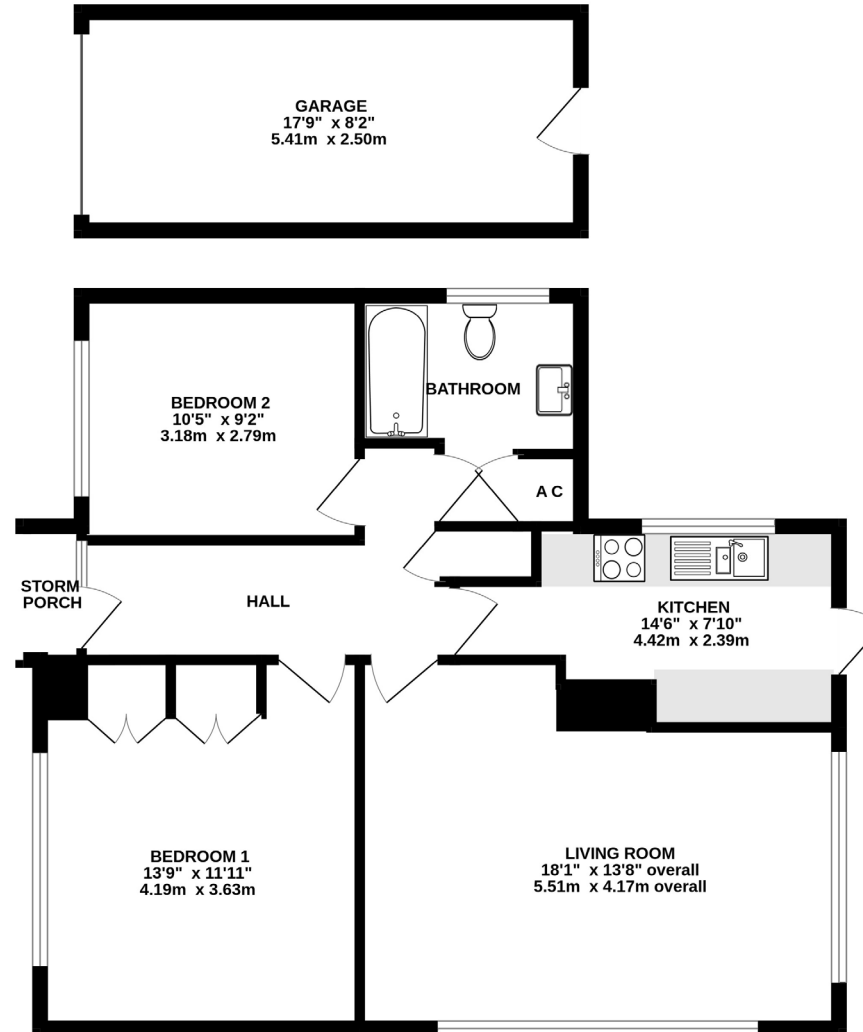 GARAGE
17'9" x 8'2"
5.41m x 2.50m
BEDROOM 2
10'5" x 9'2"
3.18m x 2.79m
BATHROOM
A C
STORM
PORCH
HALL
KITCHEN
14'6" x 7'10"
4.42m x 2.39m
BEDROOM 1
13'9" x 11'11"
4.19m x 3.63m
LIVING ROOM
18'1" x 13'8" overall
5.51m x 4.17m overall